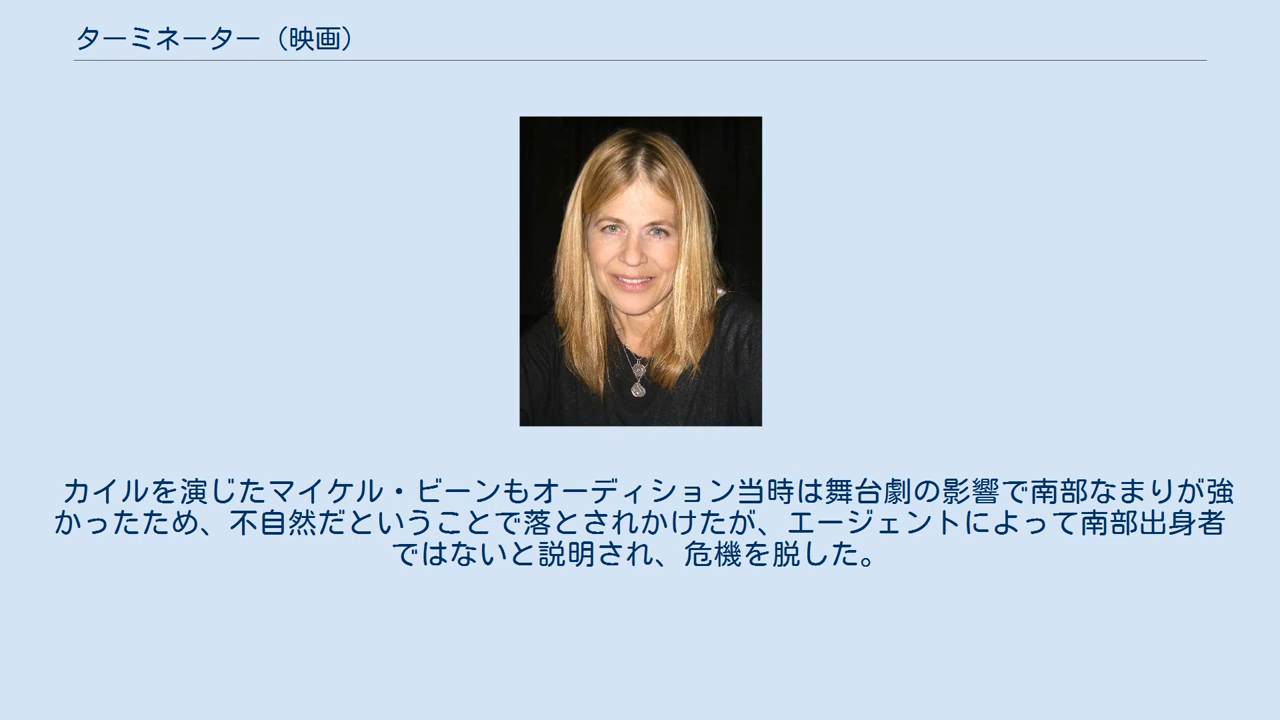 ターミネーター（映画）
カイルを演じたマイケル・ビーンもオーディション当時は舞台劇の影響で南部なまりが強
かったため、不自然だということで落とされかけたが、エージェントによって南部出身者
ではないと説明され、危機を脱した。